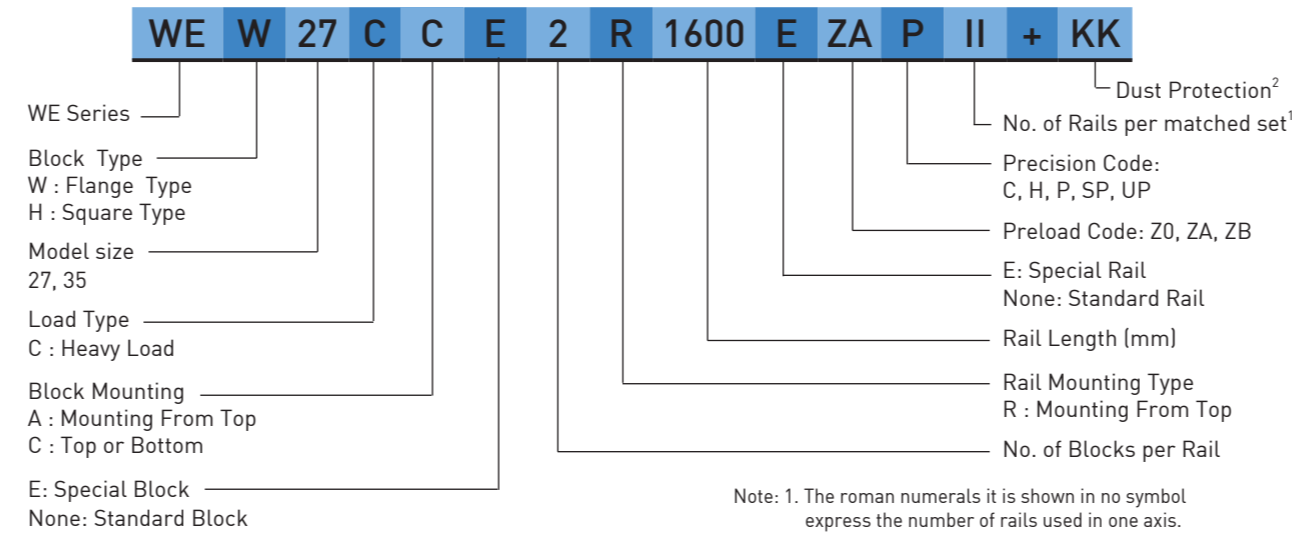 WE W 27 C C E 2 R 1600 E ZA P II + KK
WE Series
Block Type
W : Flange Type
H : Square Type
Model size
27, 35
Load Type
C : Heavy Load
Block Mounting
A : Mounting From Top
C : Top or Bottom
E: Special Block
None: Standard Block
Dust Protection²
No. of Rails per matched set¹
Precision Code:
C, H, P, SP, UP
Preload Code: Z0, ZA, ZB
E: Special Rail
None: Standard Rail
Rail Length (mm)
Rail Mounting Type
R : Mounting From Top
No. of Blocks per Rail
Note: 1. The roman numerals it is shown in no symbol
express the number of rails used in one axis.